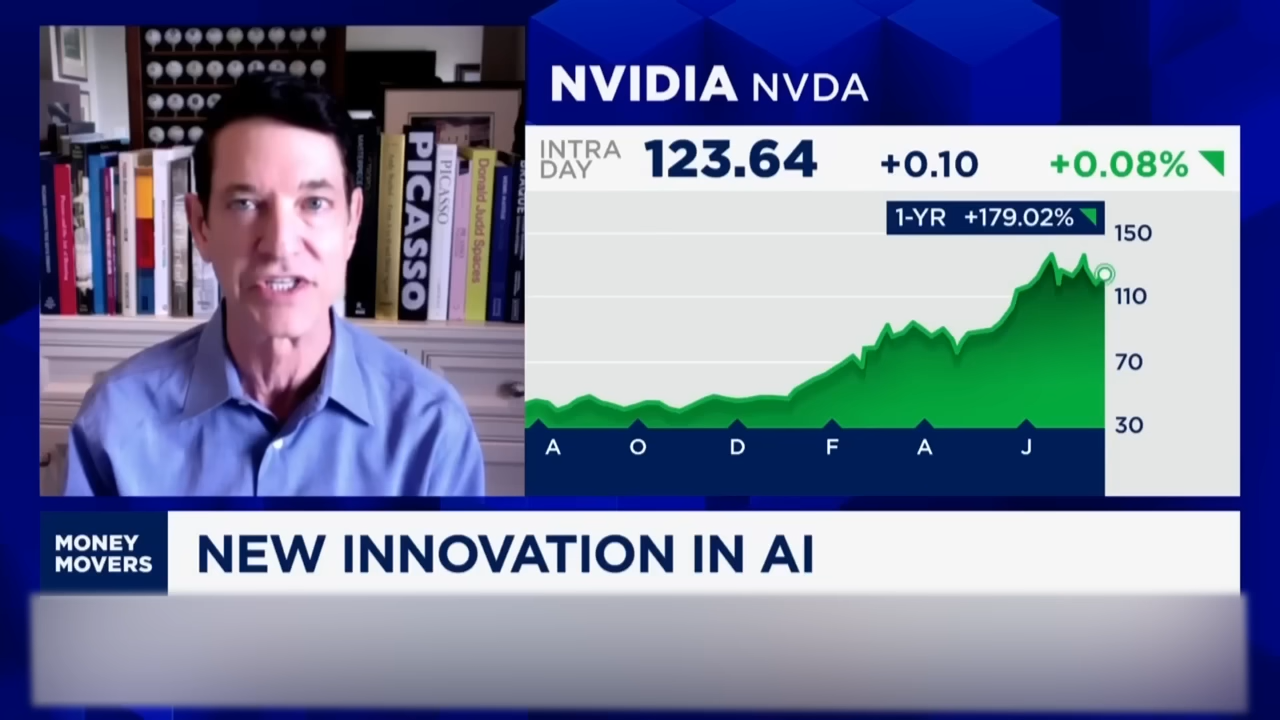 NVIDIA NVDA
INTRA
DAY
123.64
+0.10
+0.08%
1-YR +179.02%
150
110
70
30
A O D F A J
PICASSO
PICASSO
Donald Judd Spaces
MONEY
MOVERS
NEW INNOVATION IN AI